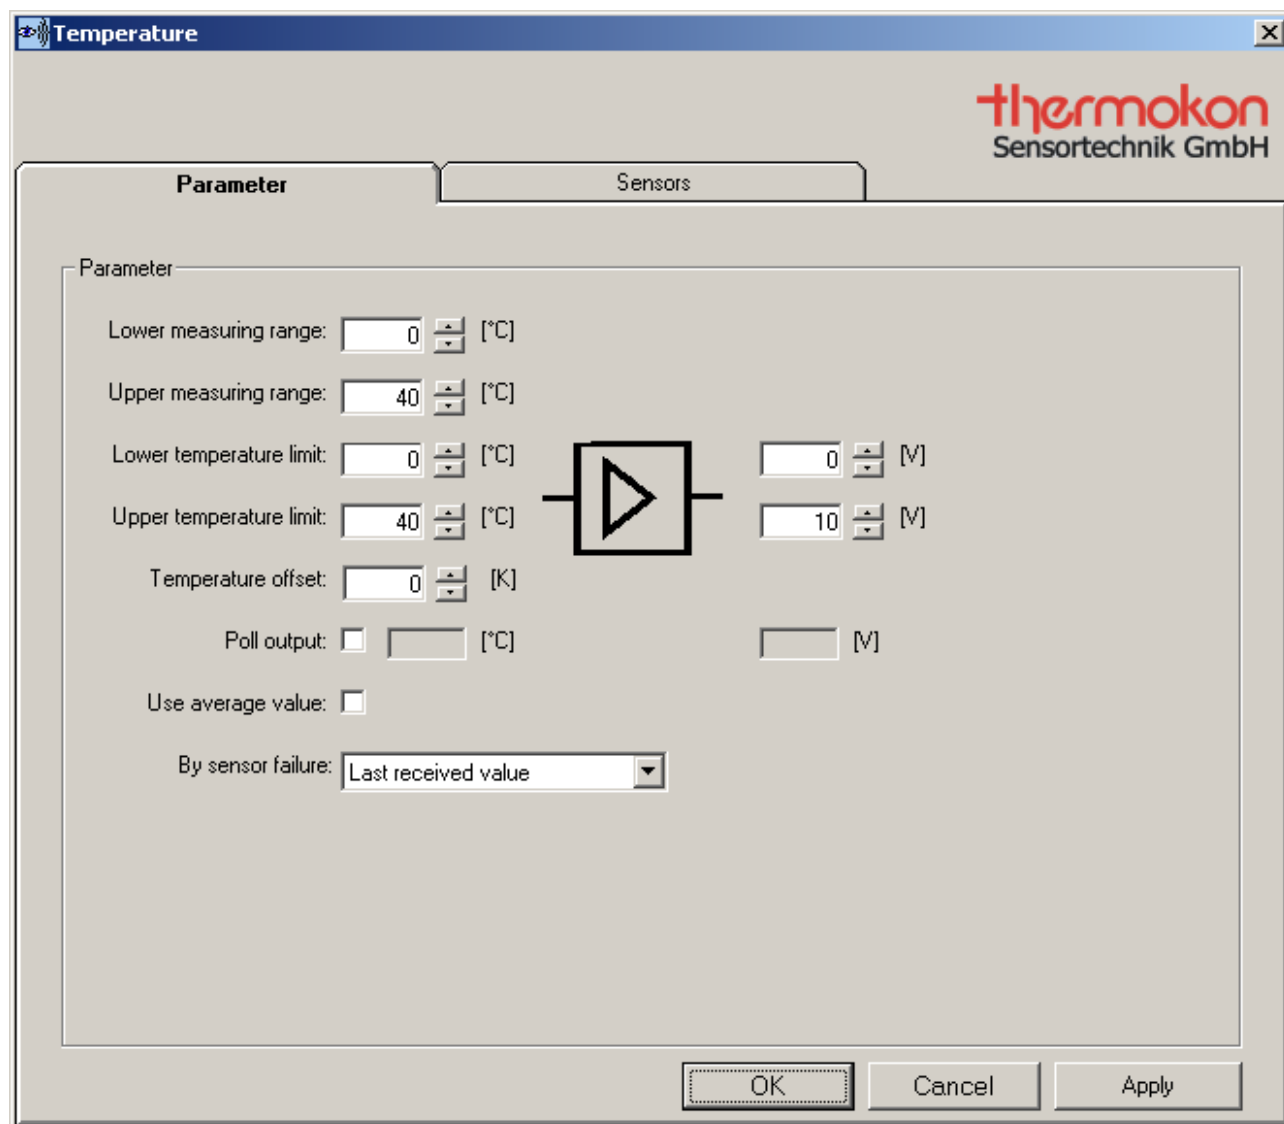 Temperature
thermokon
Sensortechnik GmbH
Parameter Sensors
Parameter
Lower measuring range: 0 [°C]
Upper measuring range: 40 [°C]
Lower temperature limit: 0 [°C] 0 [V]
Upper temperature limit: 40 [°C] 10 [V]
Temperature offset: 0 [K]
Poll output: [°C] [V]
Use average value:
By sensor failure: Last received value
OK Cancel Apply